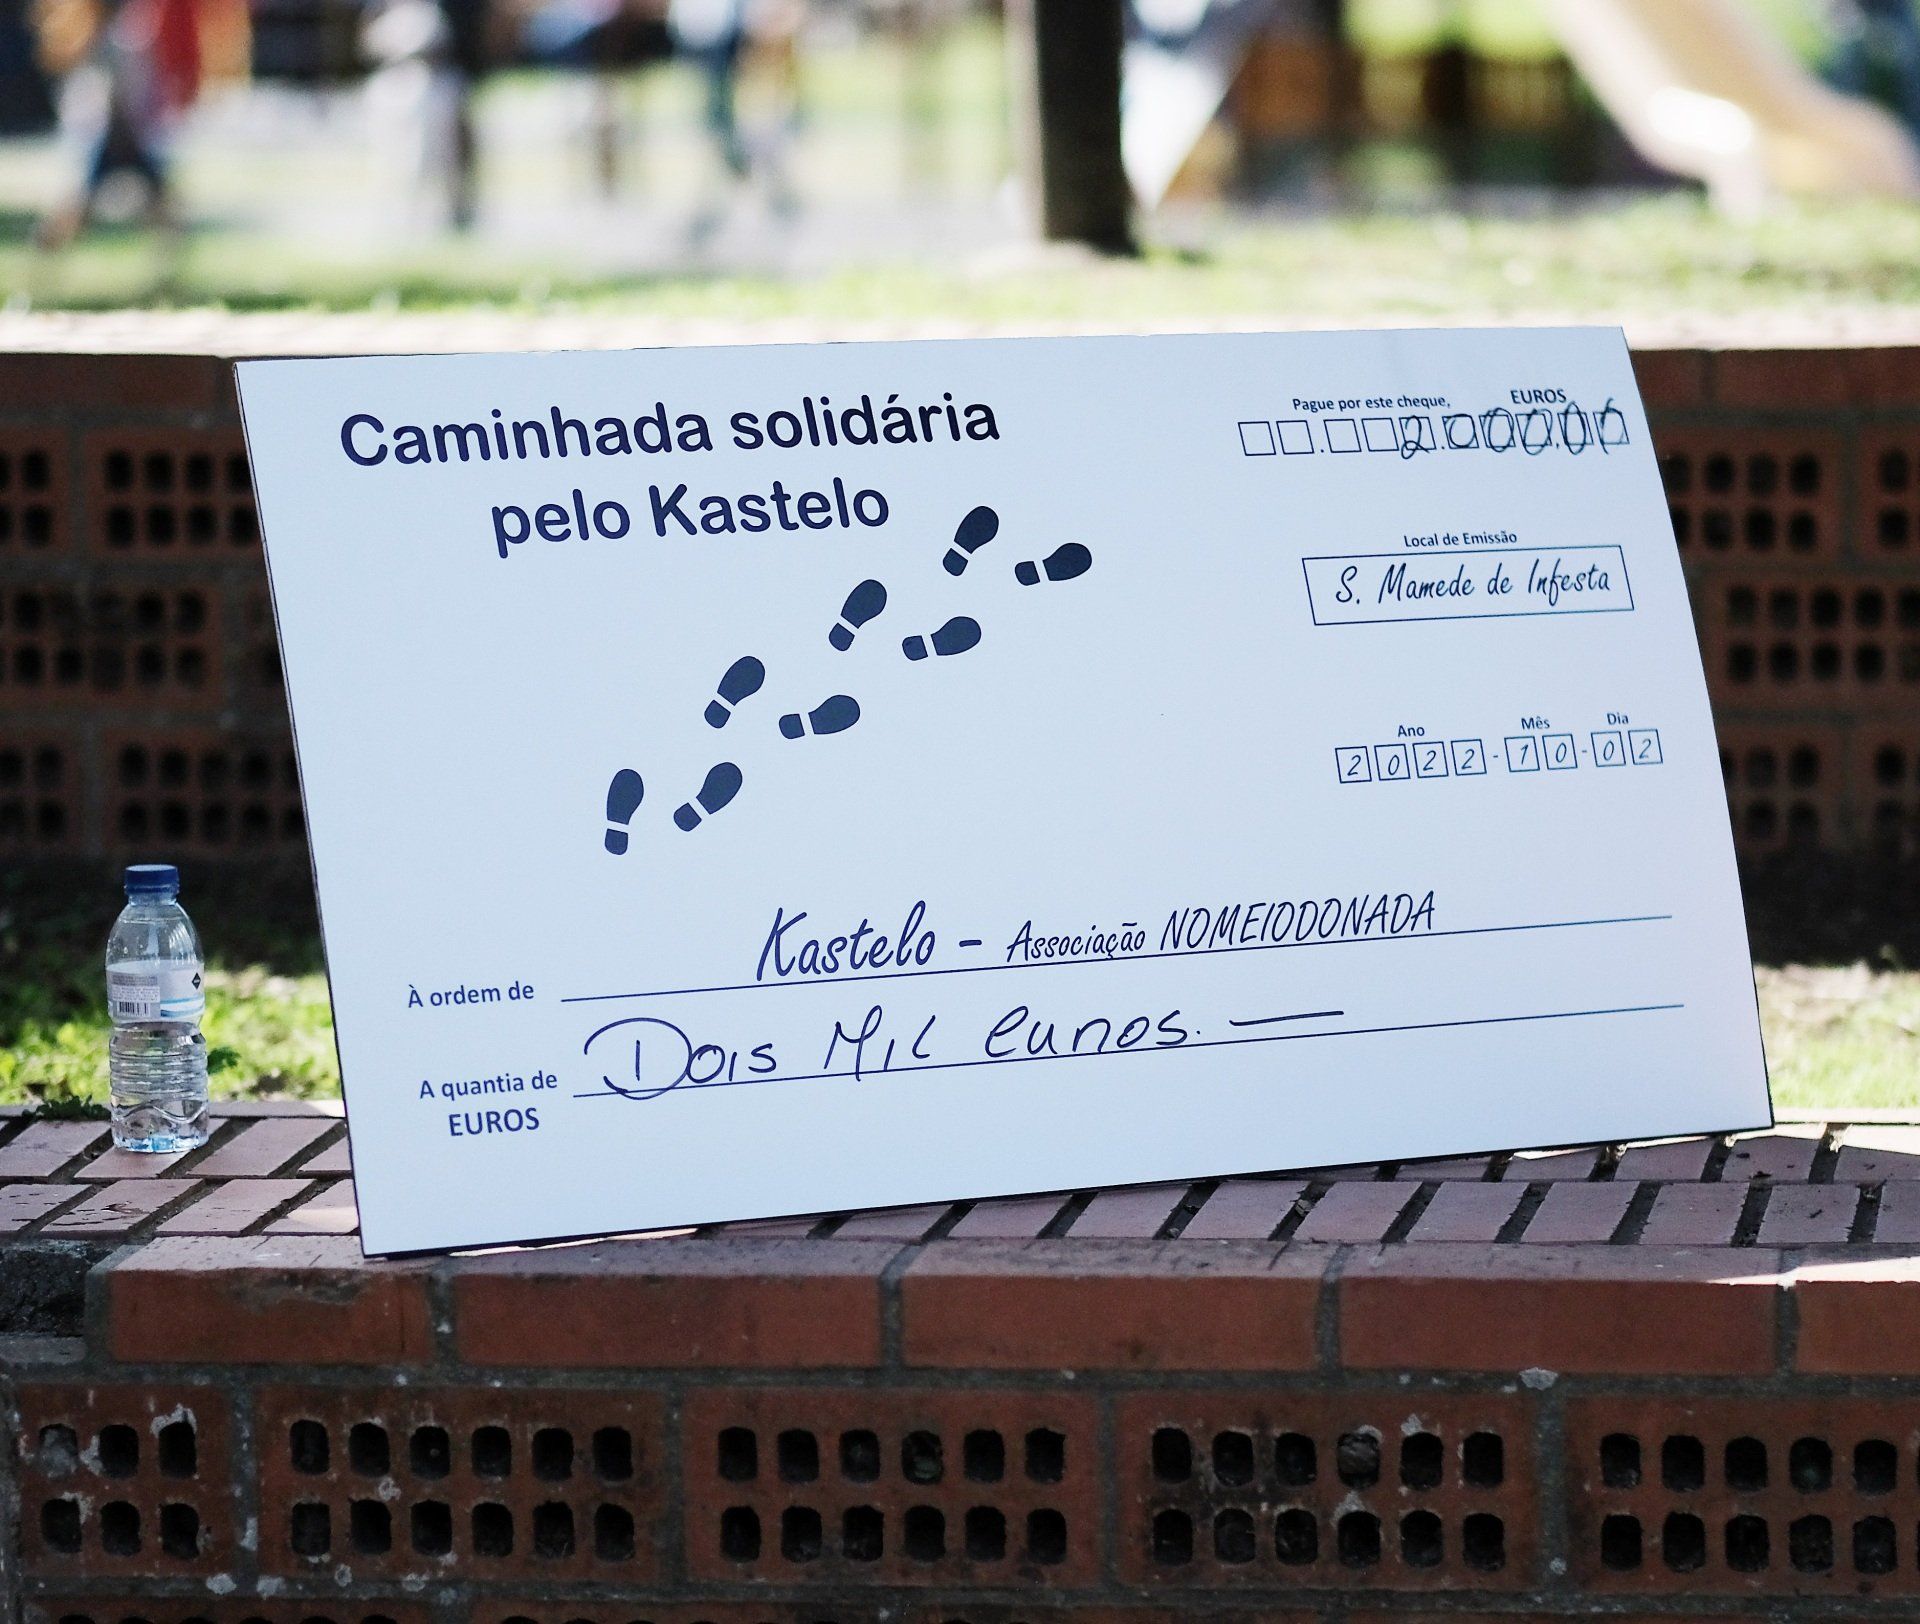 Caminhada solidária
pelo Kastelo
Pague por este cheque, EUROS
2.000,00
Local de Emissão
S. Mamede de Infesta
Ano Mês Dia
2022-10-02
À ordem de Kastelo - Associação NOMEIODONADA
A quantia de Dois Mil euros. —
EUROS